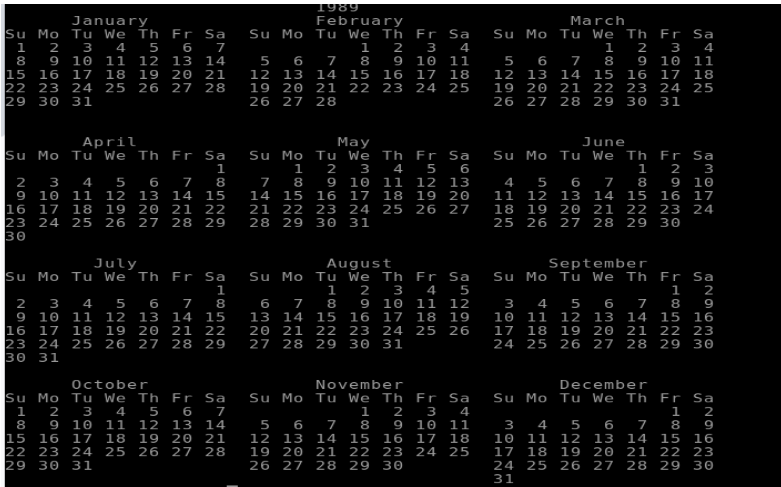 1989
January February March
Su Mo Tu We Th Fr Sa Su Mo Tu We Th Fr Sa Su Mo Tu We Th Fr Sa
1 2 3 4 5 6 7 1 2 3 4 1 2 3 4
8 9 10 11 12 13 14 5 6 7 8 9 10 11 5 6 7 8 9 10 11
15 16 17 18 19 20 21 12 13 14 15 16 17 18 12 13 14 15 16 17 18
22 23 24 25 26 27 28 19 20 21 22 23 24 25 19 20 21 22 23 24 25
29 30 31 26 27 28 26 27 28 29 30 31
April May June
Su Mo Tu We Th Fr Sa Su Mo Tu We Th Fr Sa Su Mo Tu We Th Fr Sa
1 1 2 3 4 5 6 1 2 3
2 3 4 5 6 7 8 7 8 9 10 11 12 13 4 5 6 7 8 9 10
9 10 11 12 13 14 15 14 15 16 17 18 19 20 11 12 13 14 15 16 17
16 17 18 19 20 21 22 21 22 23 24 25 26 27 18 19 20 21 22 23 24
23 24 25 26 27 28 29 28 29 30 31 25 26 27 28 29 30
30
July August September
Su Mo Tu We Th Fr Sa Su Mo Tu We Th Fr Sa Su Mo Tu We Th Fr Sa
1 1 2 3 4 5 1 2
2 3 4 5 6 7 8 6 7 8 9 10 11 12 3 4 5 6 7 8 9
9 10 11 12 13 14 15 13 14 15 16 17 18 19 10 11 12 13 14 15 16
16 17 18 19 20 21 22 20 21 22 23 24 25 26 17 18 19 20 21 22 23
23 24 25 26 27 28 29 27 28 29 30 31 24 25 26 27 28 29 30
30 31
October November December
Su Mo Tu We Th Fr Sa Su Mo Tu We Th Fr Sa Su Mo Tu We Th Fr Sa
1 2 3 4 5 6 7 1 2 3 4 1 2
8 9 10 11 12 13 14 5 6 7 8 9 10 11 3 4 5 6 7 8 9
15 16 17 18 19 20 21 12 13 14 15 16 17 18 10 11 12 13 14 15 16
22 23 24 25 26 27 28 19 20 21 22 23 24 25 17 18 19 20 21 22 23
29 30 31 26 27 28 29 30 24 25 26 27 28 29 30
31